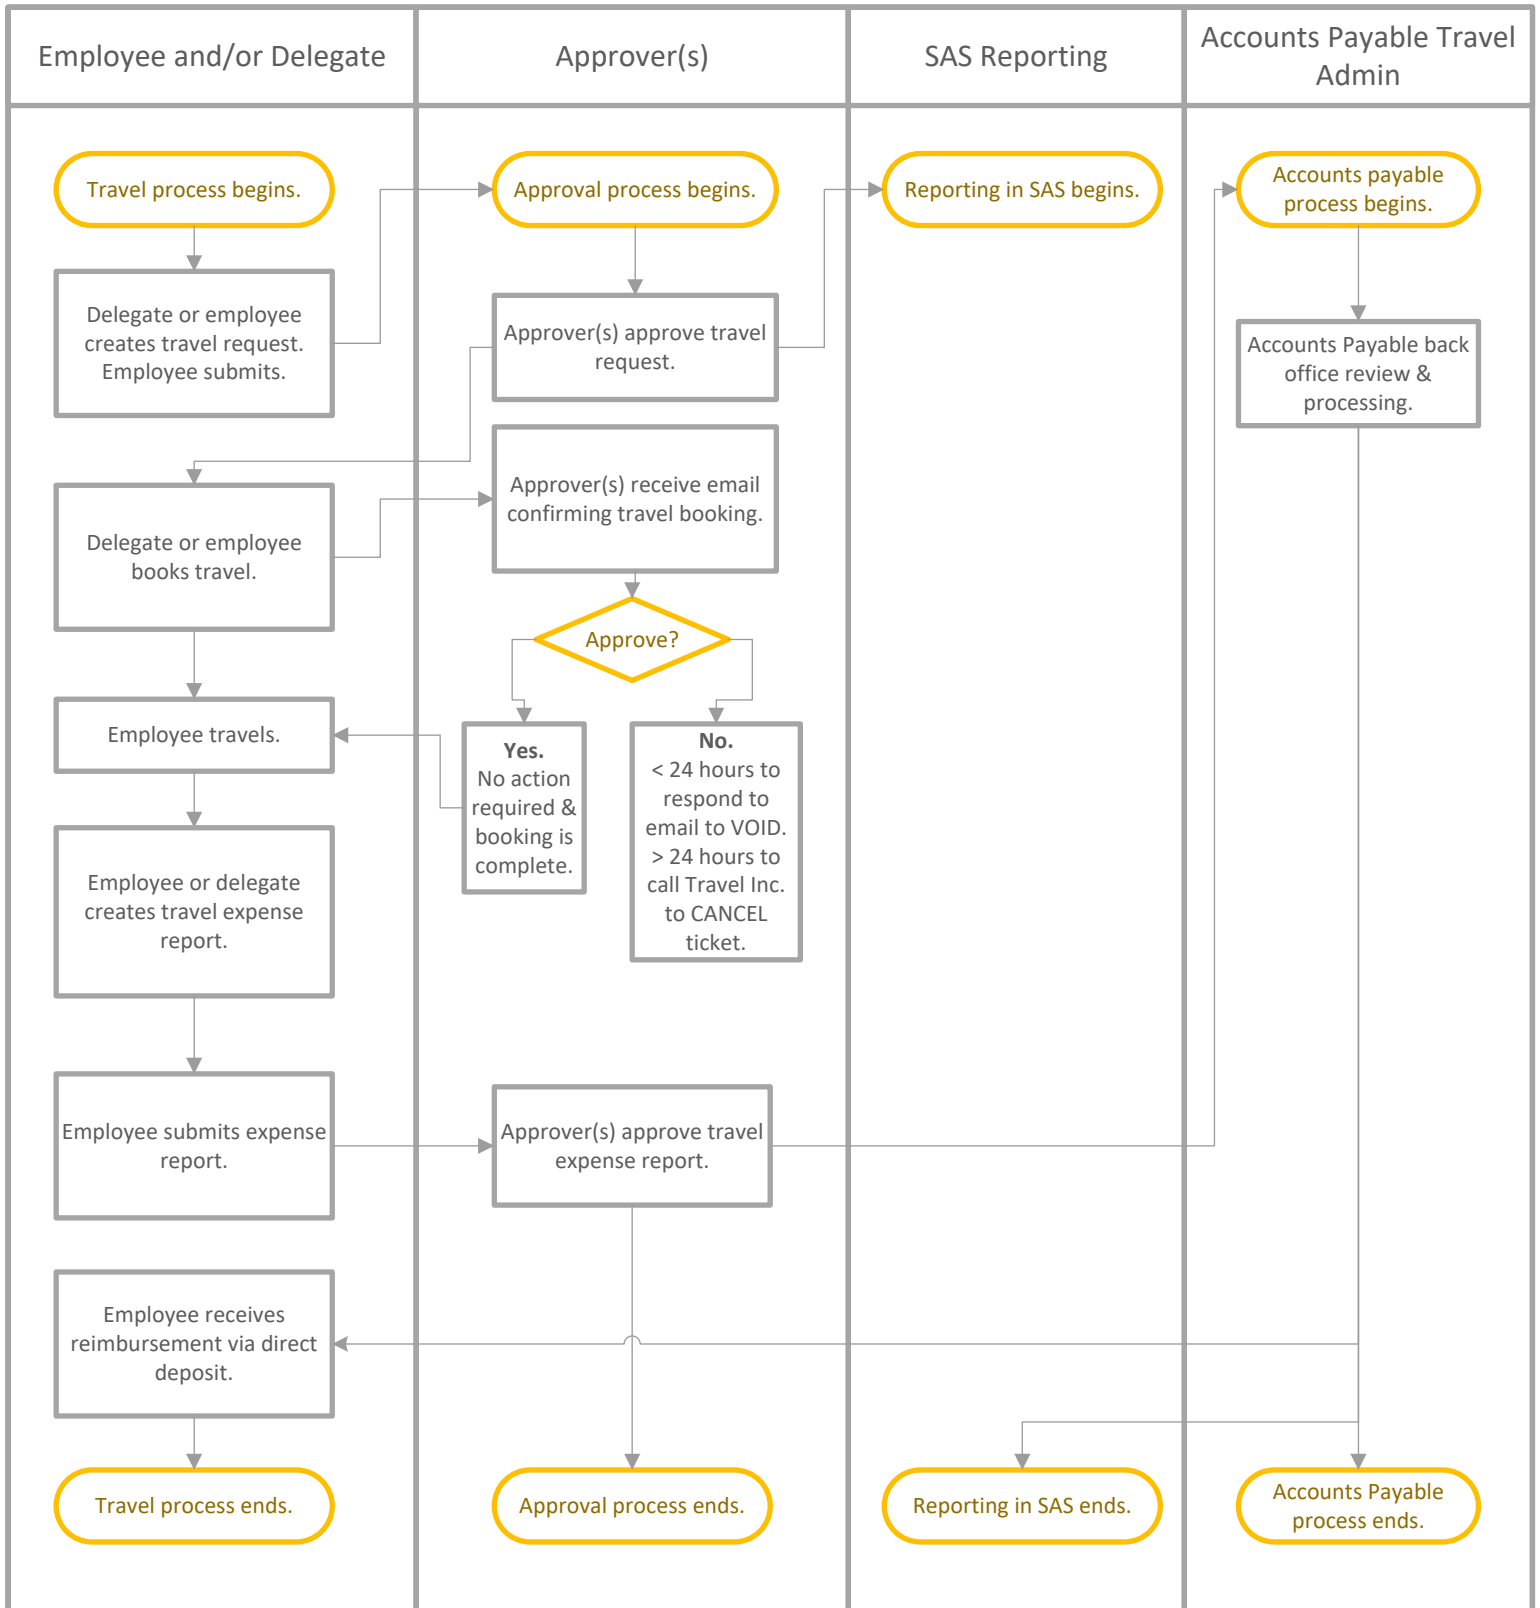 Employee and/or Delegate
Approver(s)
SAS Reporting
Accounts Payable Travel
Admin
Travel process begins.
Approval process begins.
Reporting in SAS begins.
Accounts payable
process begins.
Delegate or employee
creates travel request.
Employee submits.
Approver(s) approve travel
request.
Accounts Payable back
office review &
processing.
Delegate or employee
books travel.
Approver(s) receive email
confirming travel booking.
Approve?
Employee travels.
Yes.
No action
required &
booking is
complete.
No.
< 24 hours to
respond to
email to VOID.
> 24 hours to
call Travel Inc.
to CANCEL
ticket.
Employee or delegate
creates travel expense
report.
Employee submits expense
report.
Approver(s) approve travel
expense report.
Employee receives
reimbursement via direct
deposit.
Travel process ends.
Approval process ends.
Reporting in SAS ends.
Accounts Payable
process ends.